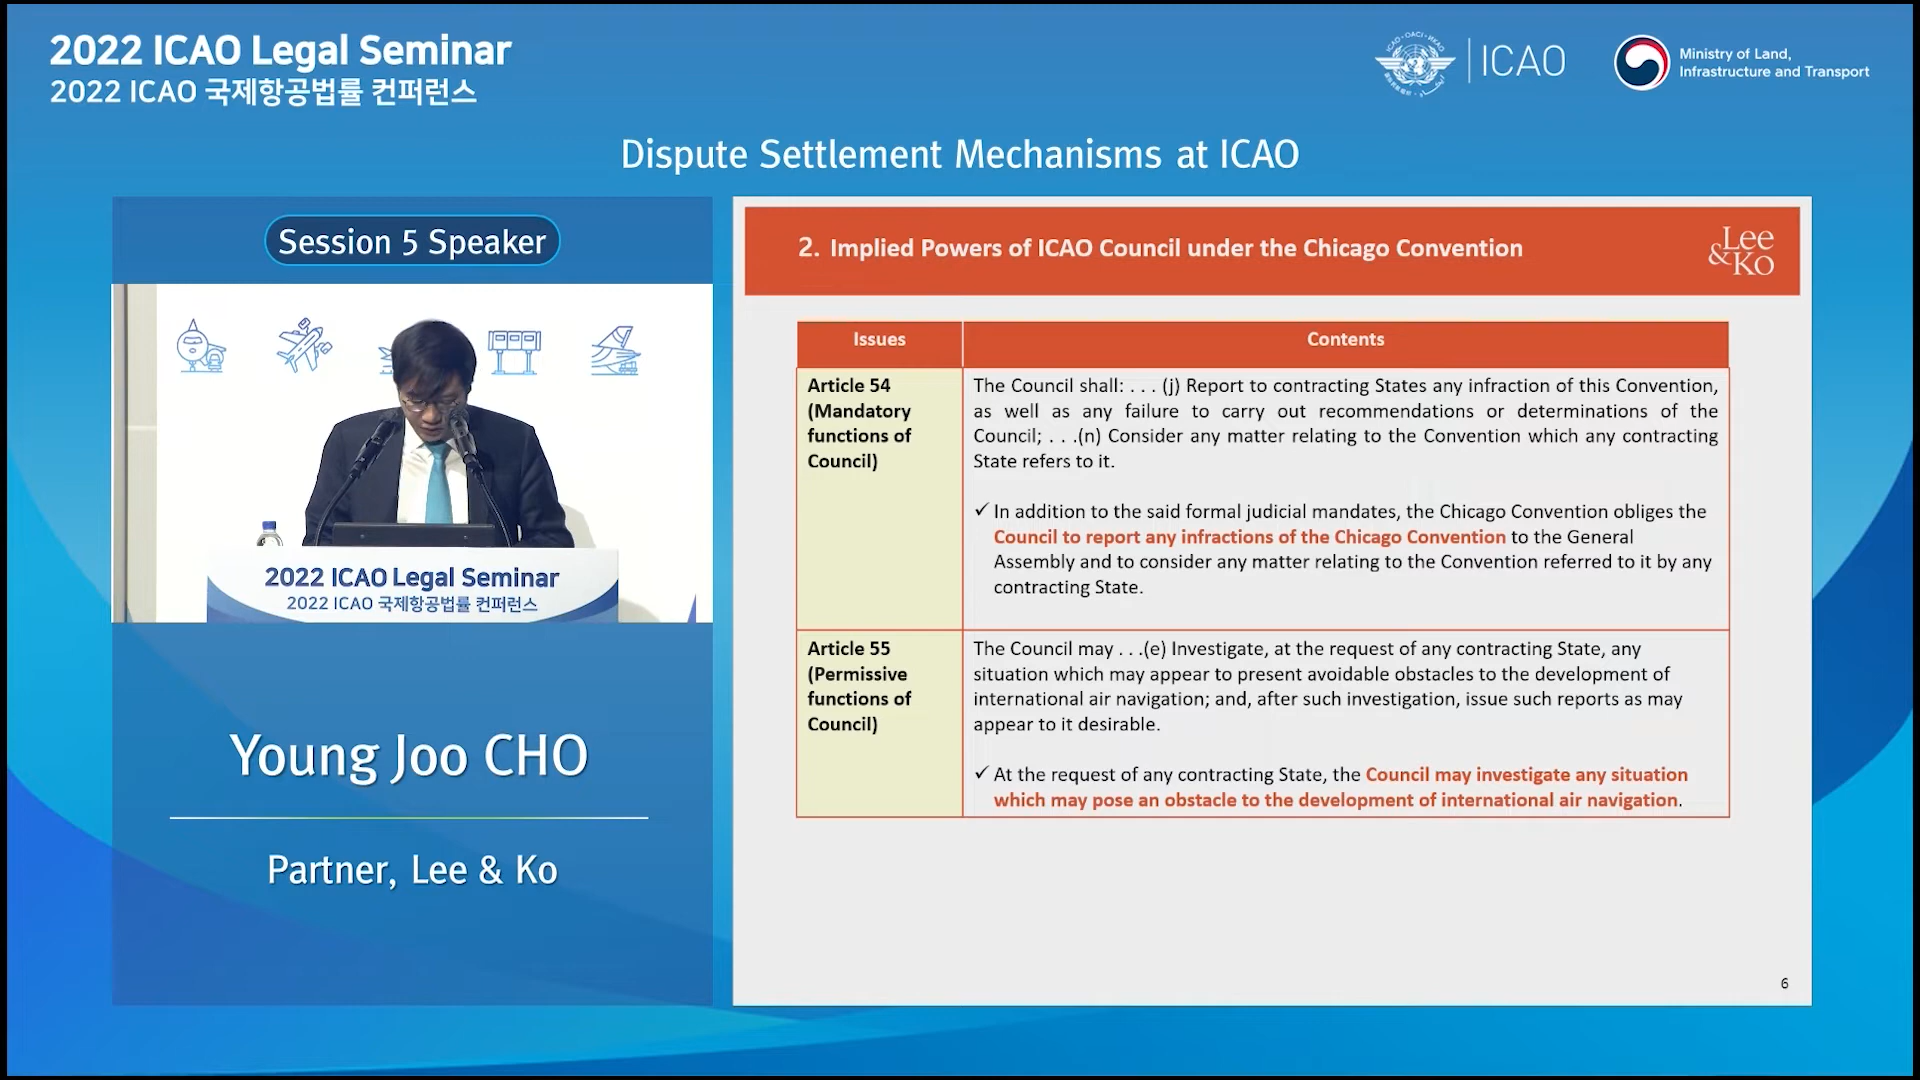 2022 ICAO Legal Seminar
2022 ICAO 국제항공법률 컨퍼런스
ICAO
Ministry of Land,
Infrastructure and Transport
Dispute Settlement Mechanisms at ICAO
Session 5 Speaker
2022 ICAO Legal Seminar
2022 ICAO 국제항공법률 컨퍼런스
Young Joo CHO
Partner, Lee & Ko
2. Implied Powers of ICAO Council under the Chicago Convention
Lee
&Ko
Issues
Contents
Article 54
(Mandatory
functions of
Council)
The Council shall: . . . (j) Report to contracting States any infraction of this Convention,
as well as any failure to carry out recommendations or determinations of the
Council; . . .(n) Consider any matter relating to the Convention which any contracting
State refers to it.
✓ In addition to the said formal judicial mandates, the Chicago Convention obliges the
Council to report any infractions of the Chicago Convention to the General
Assembly and to consider any matter relating to the Convention referred to it by any
contracting State.
Article 55
(Permissive
functions of
Council)
The Council may . . .(e) Investigate, at the request of any contracting State, any
situation which may appear to present avoidable obstacles to the development of
international air navigation; and, after such investigation, issue such reports as may
appear to it desirable.
✓ At the request of any contracting State, the Council may investigate any situation
which may pose an obstacle to the development of international air navigation.
6